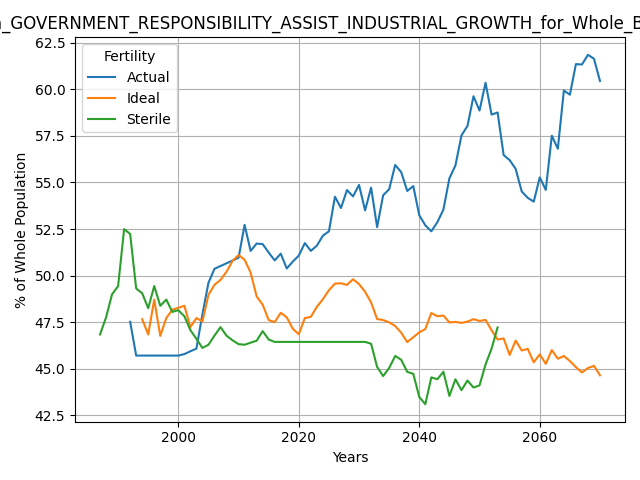 _GOVERNMENT_RESPONSIBILITY_ASSIST_INDUSTRIAL_GROWTH_for_Whole_
Fertility
Actual
Ideal
Sterile
62.5
60.0
57.5
55.0
52.5
50.0
47.5
45.0
42.5
% of Whole Population
2000
2020
2040
2060
Years